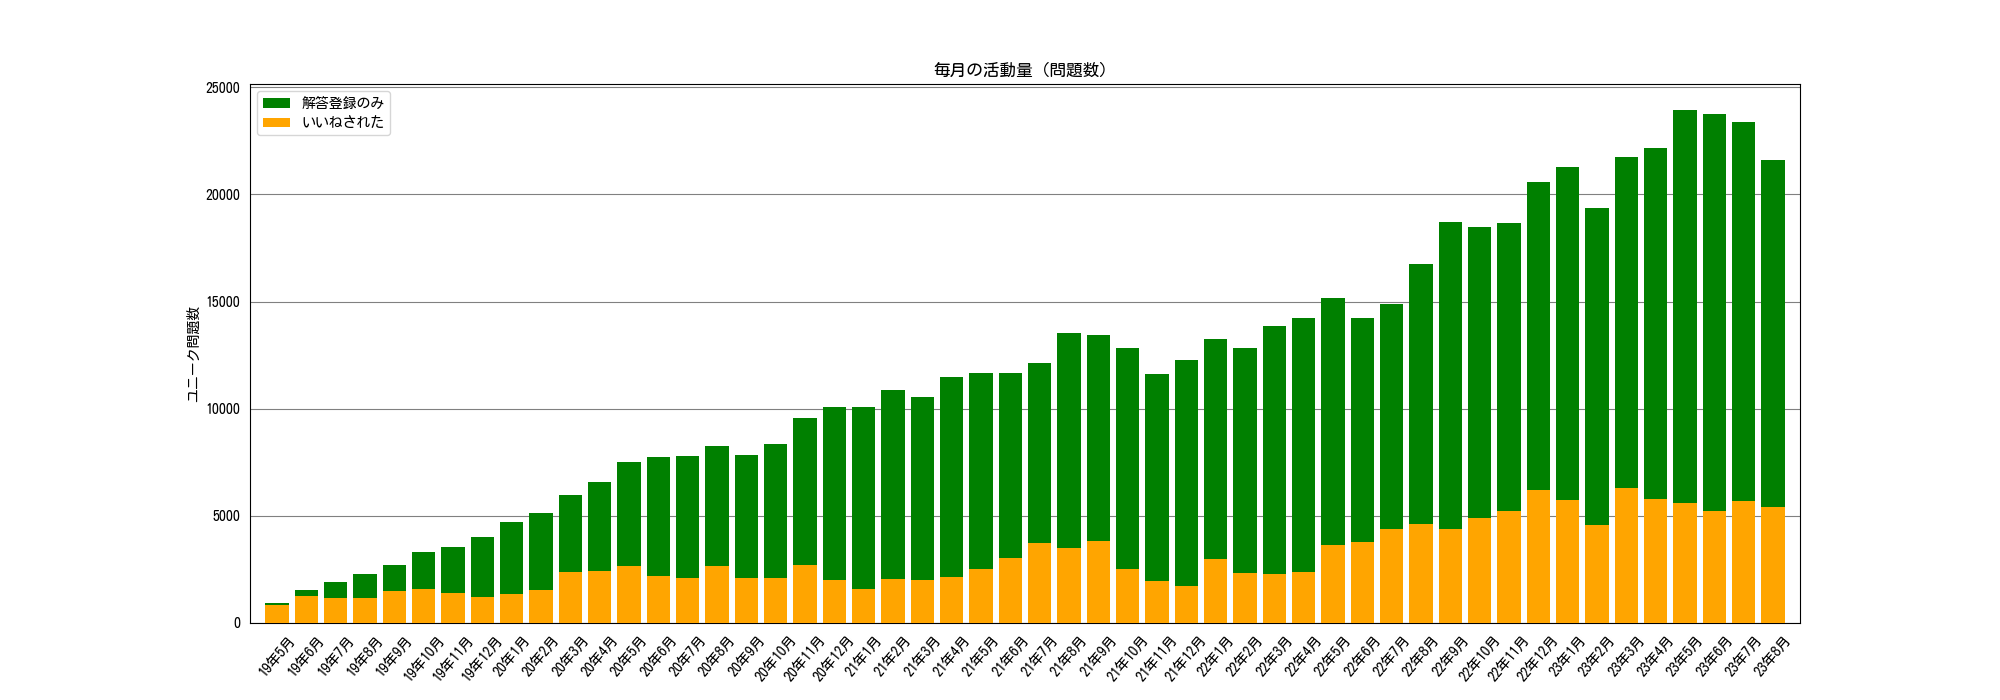 毎月の活動量（問題数）
25000
解答登録のみ
いいねされた
20000
15000
ユニーク問題数
10000
5000
0
19年5月
19年6月
19年7月
19年8月
19年9月
19年10月
19年11月
19年12月
20年1月
20年2月
20年3月
20年4月
20年5月
20年6月
20年7月
20年8月
20年9月
20年10月
20年11月
20年12月
21年1月
21年2月
21年3月
21年4月
21年5月
21年6月
21年7月
21年8月
21年9月
21年10月
21年11月
21年12月
22年1月
22年2月
22年3月
22年4月
22年5月
22年6月
22年7月
22年8月
22年9月
22年10月
22年11月
22年12月
23年1月
23年2月
23年3月
23年4月
23年5月
23年6月
23年7月
23年8月